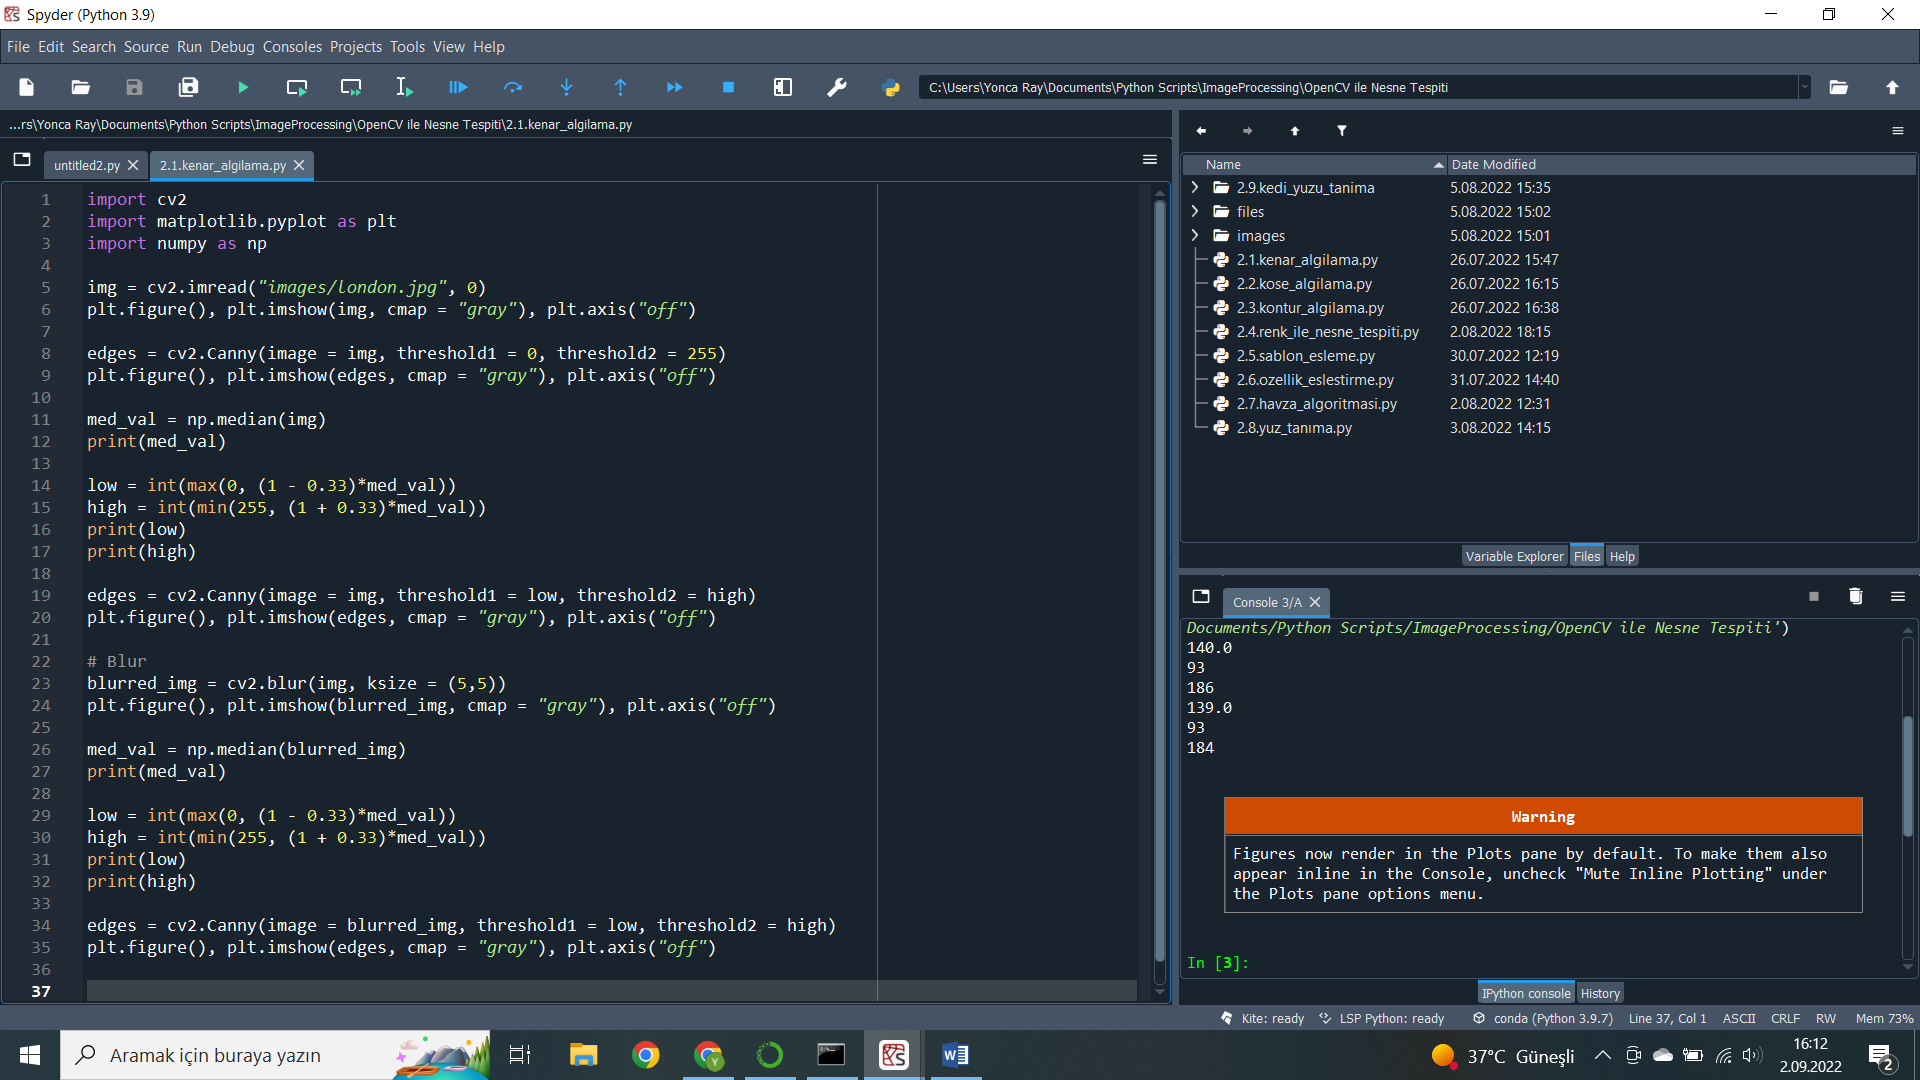 Spyder (Python 3.9)
File Edit Search Source Run Debug Consoles Projects Tools View Help
C:\Users\Yonca Ray\Documents\Python Scripts\ImageProcessing\OpenCV ile Nesne Tespiti
...rs\Yonca Ray\Documents\Python Scripts\ImageProcessing\OpenCV ile Nesne Tespiti\2.1.kenar_algilama.py
untitled2.py 2.1.kenar_algilama.py
1 import cv2
2 import matplotlib.pyplot as plt
3 import numpy as np
4
5 img = cv2.imread("images/london.jpg", 0)
6 plt.figure(), plt.imshow(img, cmap = "gray"), plt.axis("off")
7
8 edges = cv2.Canny(image = img, threshold1 = 0, threshold2 = 255)
9 plt.figure(), plt.imshow(edges, cmap = "gray"), plt.axis("off")
10
11 med_val = np.median(img)
12 print(med_val)
13
14 low = int(max(0, (1 - 0.33)*med_val))
15 high = int(min(255, (1 + 0.33)*med_val))
16 print(low)
17 print(high)
18
19 edges = cv2.Canny(image = img, threshold1 = low, threshold2 = high)
20 plt.figure(), plt.imshow(edges, cmap = "gray"), plt.axis("off")
21
22 # Blur
23 blurred_img = cv2.blur(img, ksize = (5,5))
24 plt.figure(), plt.imshow(blurred_img, cmap = "gray"), plt.axis("off")
25
26 med_val = np.median(blurred_img)
27 print(med_val)
28
29 low = int(max(0, (1 - 0.33)*med_val))
30 high = int(min(255, (1 + 0.33)*med_val))
31 print(low)
32 print(high)
33
34 edges = cv2.Canny(image = blurred_img, threshold1 = low, threshold2 = high)
35 plt.figure(), plt.imshow(edges, cmap = "gray"), plt.axis("off")
36
37
Name Date Modified
2.9.kedi_yuzu_tanima 5.08.2022 15:35
files 5.08.2022 15:02
images 5.08.2022 15:01
2.1.kenar_algilama.py 26.07.2022 15:47
2.2.kose_algilama.py 26.07.2022 16:15
2.3.kontur_algilama.py 26.07.2022 16:38
2.4.renk_ile_nesne_tespiti.py 2.08.2022 18:15
2.5.sablon_esleme.py 30.07.2022 12:19
2.6.ozellik_eslestirme.py 31.07.2022 14:40
2.7.havza_algoritmasi.py 2.08.2022 12:31
2.8.yuz_tanıma.py 3.08.2022 14:15
Variable Explorer Files Help
Console 3/A
Documents/Python Scripts/ImageProcessing/OpenCV ile Nesne Tespiti')
140.0
93
186
139.0
93
184
Warning
Figures now render in the Plots pane by default. To make them also
appear inline in the Console, uncheck "Mute Inline Plotting" under
the Plots pane options menu.
In [3]:
IPython console History
Kite: ready LSP Python: ready conda (Python 3.9.7) Line 37, Col 1 ASCII CRLF RW Mem 73%
Aramak için buraya yazın
37°C Güneşli
16:12
2.09.2022
2